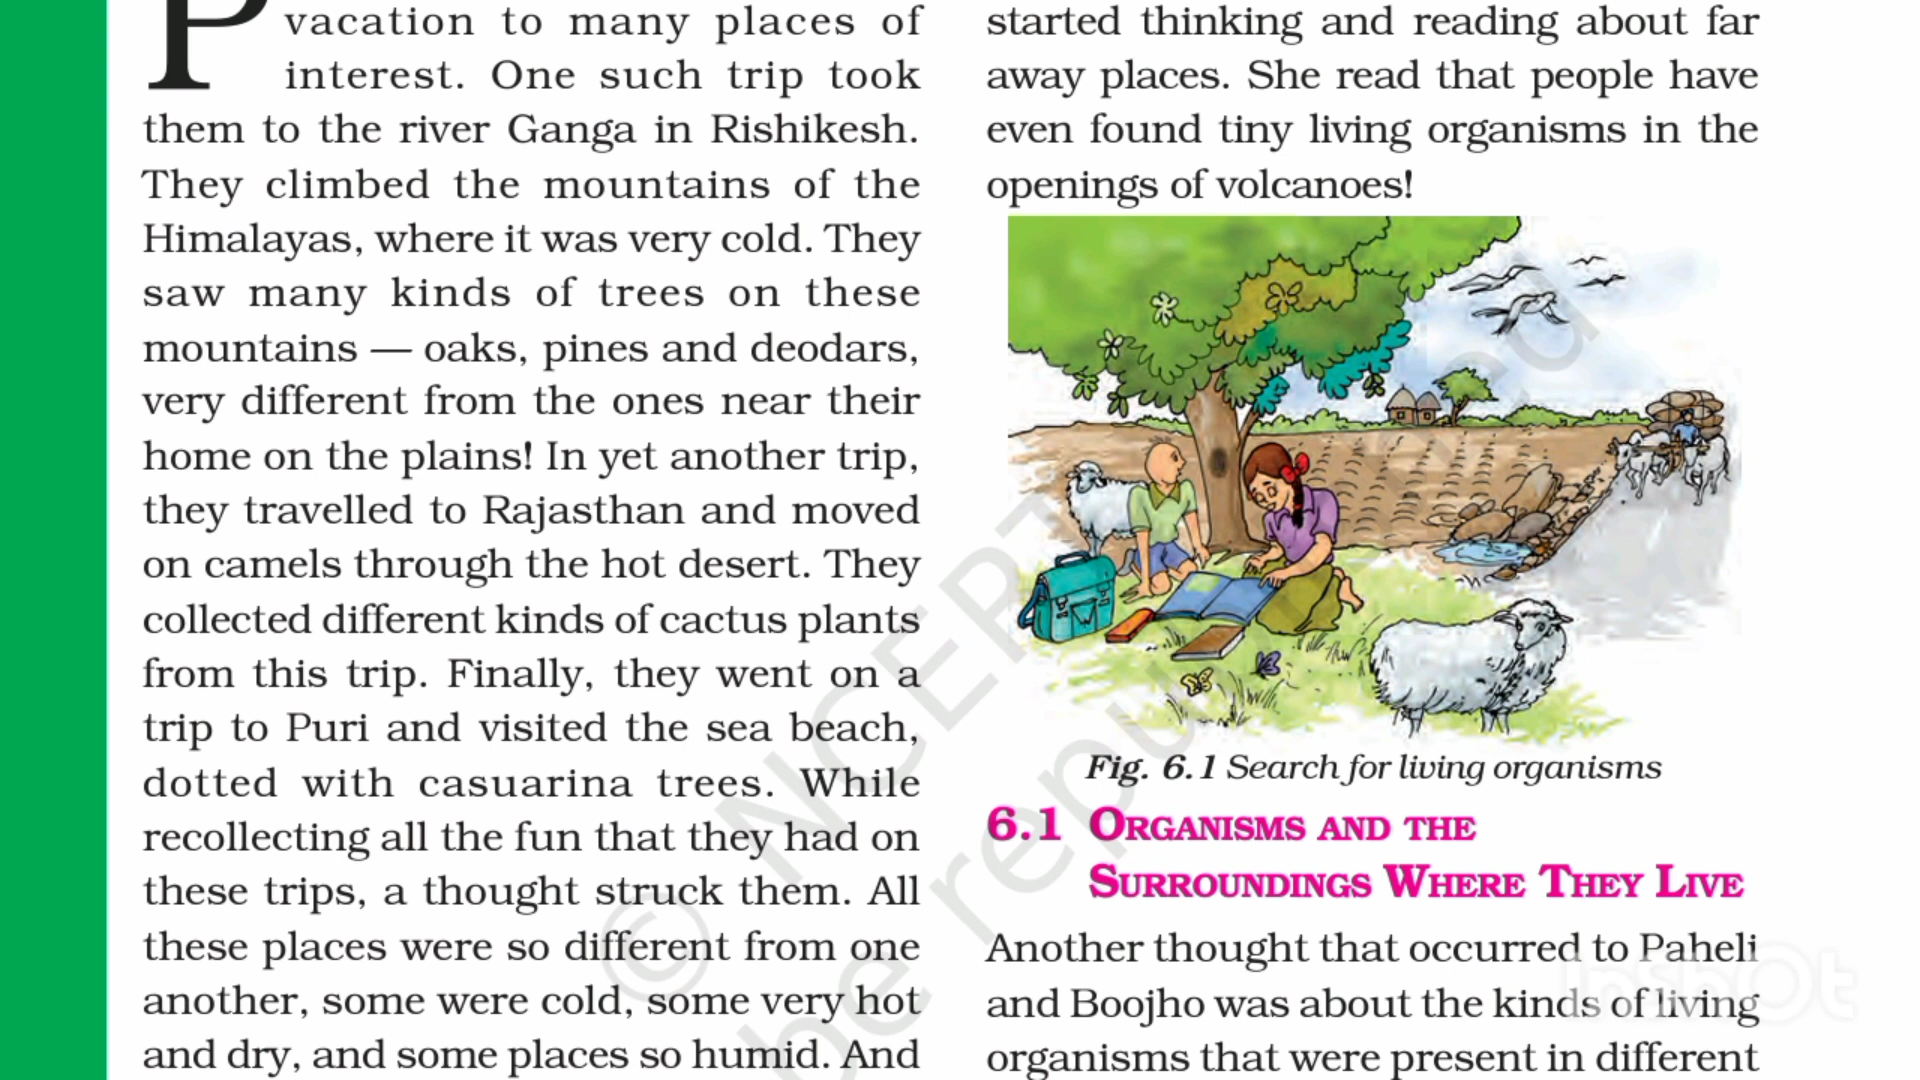 P
vacation to many places of
interest. One such trip took
them to the river Ganga in Rishikesh.
They climbed the mountains of the
Himalayas, where it was very cold. They
saw many kinds of trees on these
mountains — oaks, pines and deodars,
very different from the ones near their
home on the plains! In yet another trip,
they travelled to Rajasthan and moved
on camels through the hot desert. They
collected different kinds of cactus plants
from this trip. Finally, they went on a
trip to Puri and visited the sea beach,
dotted with casuarina trees. While
recollecting all the fun that they had on
these trips, a thought struck them. All
these places were so different from one
another, some were cold, some very hot
and dry, and some places so humid. And
started thinking and reading about far
away places. She read that people have
even found tiny living organisms in the
openings of volcanoes!
Fig. 6.1 Search for living organisms
6.1 ORGANISMS AND THE
SURROUNDINGS WHERE THEY LIVE
Another thought that occurred to Paheli
and Boojho was about the kinds of living
organisms that were present in different
© NCERT
be repu
ed
InShOt